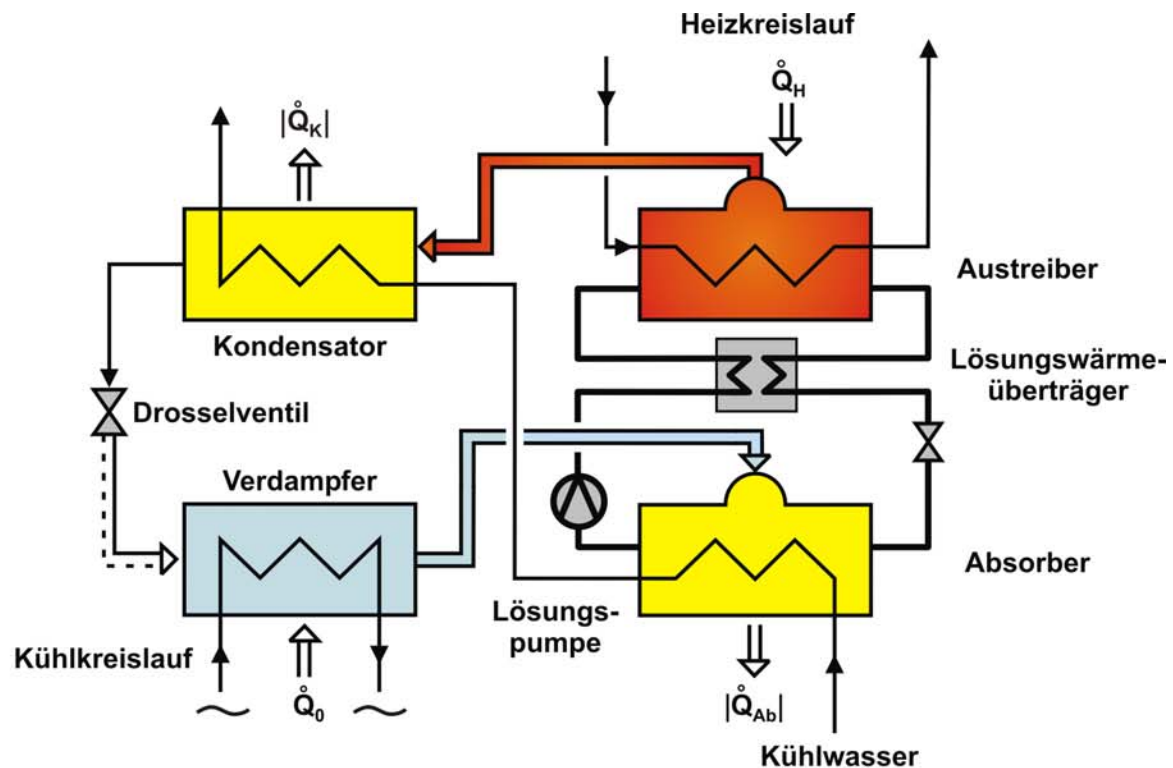 Heizkreislauf
|Q̊K|
Q̊H
Austreiber
Kondensator
Lösungswärme-
überträger
Drosselventil
Verdampfer
Absorber
Lösungs-
pumpe
Kühlkreislauf
Q̊0
|Q̊Ab|
Kühlwasser